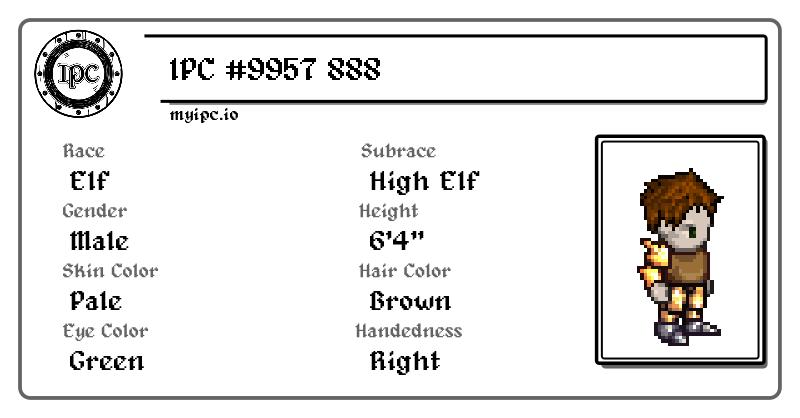 IPC
IPC #9957 888
myipc.io
Race
Elf
Subrace
High Elf
Gender
Male
Height
6'4"
Skin Color
Pale
Hair Color
Brown
Eye Color
Green
Handedness
Right